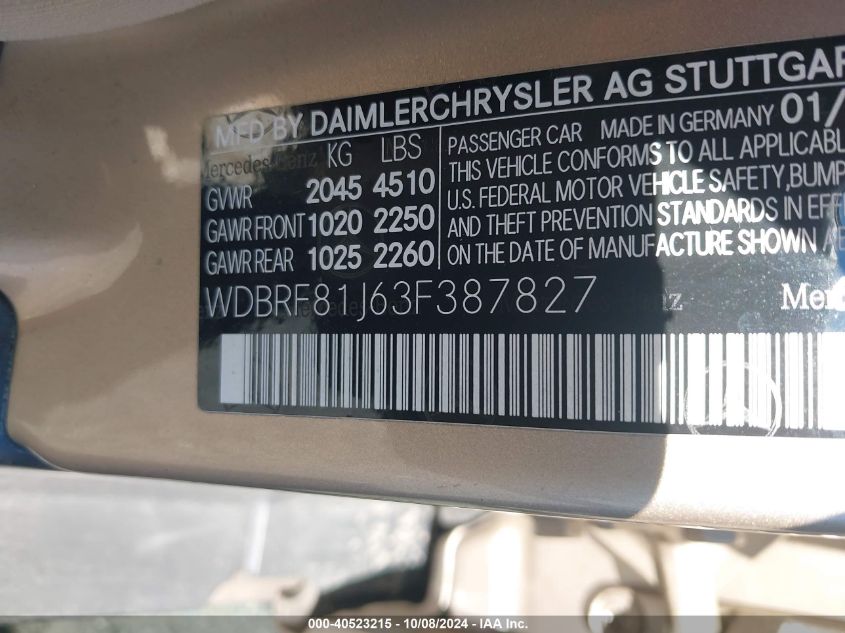 MFD BY DAIMLERCHRYSLER AG STUTTGAR
Mercedes-Benz KG LBS
GVWR 2045 4510
GAWR FRONT 1020 2250
GAWR REAR 1025 2260
PASSENGER CAR MADE IN GERMANY 01/
THIS VEHICLE CONFORMS TO ALL APPLICABL
U.S. FEDERAL MOTOR VEHICLE SAFETY, BUMP
AND THEFT PREVENTION STANDARDS IN EFF
ON THE DATE OF MANUFACTURE SHOWN
WDBRF81J63F387827
Merc
000-40523215 - 10/08/2024 - IAA Inc.